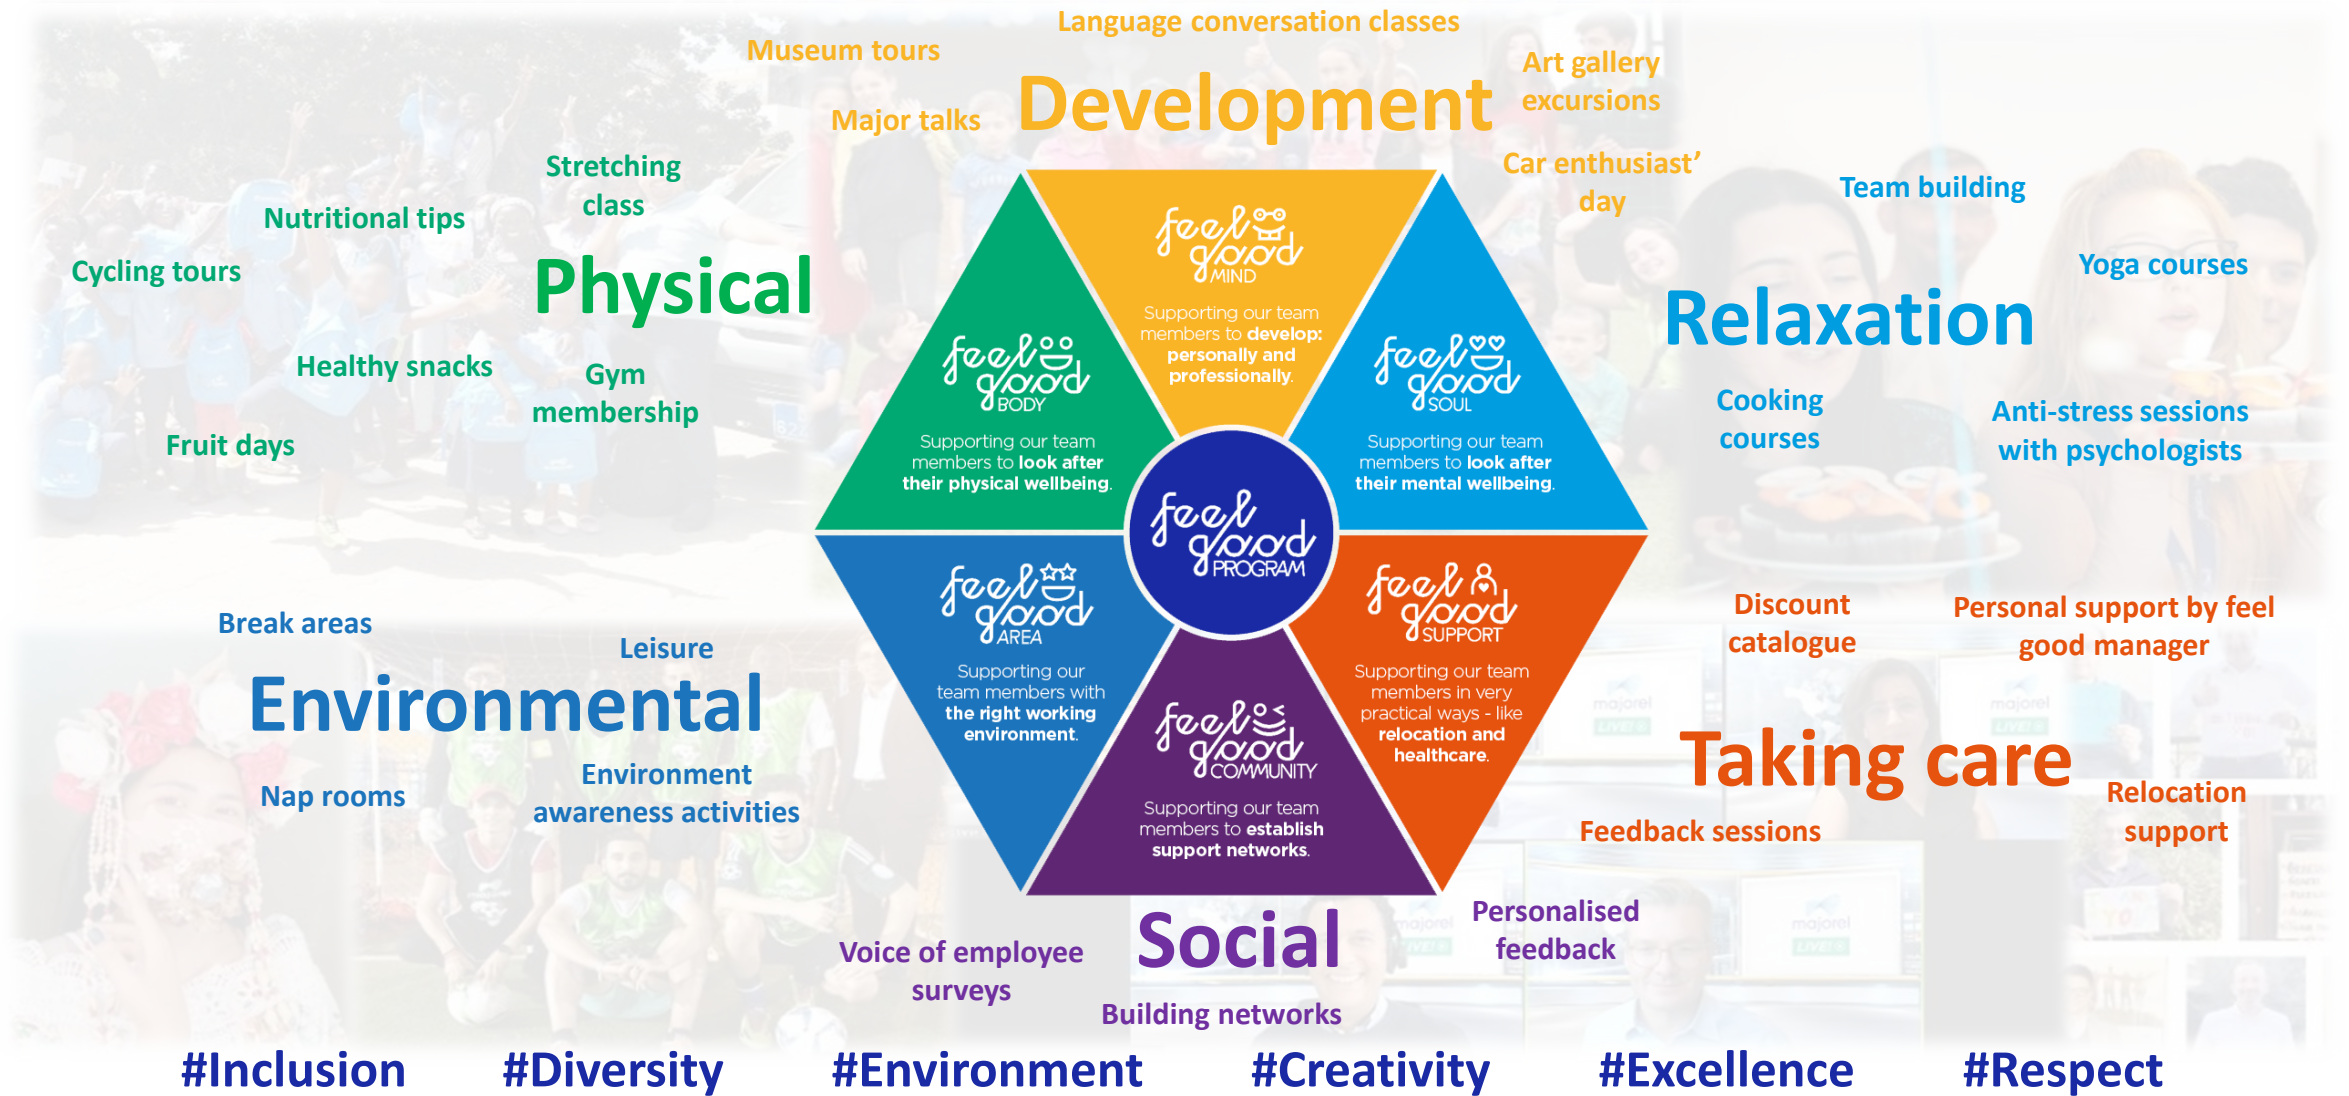 Language conversation classes
Museum tours
Major talks
Development
Art gallery
excursions
Car enthusiast’
day
Stretching
class
Nutritional tips
Cycling tours
Physical
Healthy snacks
Gym
membership
Fruit days
Team building
Yoga courses
Relaxation
Cooking
courses
Anti-stress sessions
with psychologists
feel
good
MIND
Supporting our team
members to develop:
personally and
professionally.
feel
good
BODY
Supporting our team
members to look after
their physical wellbeing.
feel
good
SOUL
Supporting our team
members to look after
their mental wellbeing.
feel
good
PROGRAM
feel
good
AREA
Supporting our
team members with
the right working
environment.
feel
good
SUPPORT
Supporting our team
members in very
practical ways - like
relocation and
healthcare.
feel
good
COMMUNITY
Supporting our team
members to establish
support networks.
Break areas
Leisure
Environmental
Nap rooms
Environment
awareness activities
Discount
catalogue
Personal support by feel
good manager
majorel
LIVE!
majorel
LIVE!
Taking care
Relocation
support
Feedback sessions
Social
Voice of employee
surveys
Building networks
Personalised
feedback
majorel
LIVE!
majorel
LIVE!
#Inclusion #Diversity #Environment #Creativity #Excellence #Respect